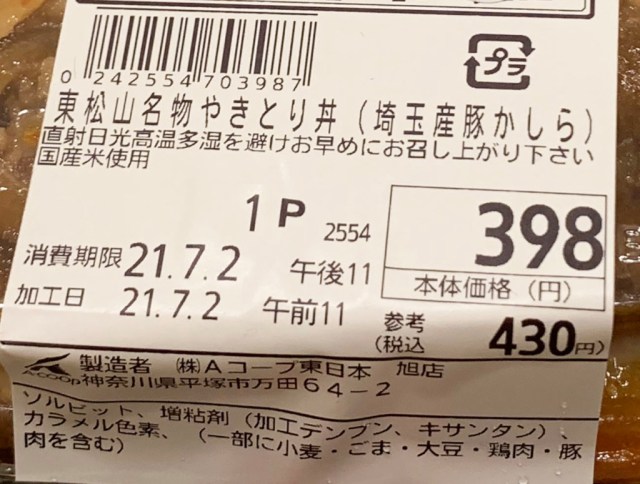 0 242554 703987
プラ
東松山名物やきとり丼（埼玉産豚かしら）
直射日光高温多湿を避けお早めにお召し上がり下さい
国産米使用
1P 2554
398
本体価格（円）
消費期限 21.7.2 午後11
加工日 21.7.2 午前11
参考
(税込 430円)
A-COOP 製造者 ㈱Aコープ東日本 旭店
神奈川県平塚市万田64-2
ソルビット、増粘剤（加工デンプン、キサンタン）、
カラメル色素、（一部に小麦・ごま・大豆・鶏肉・豚
肉を含む）